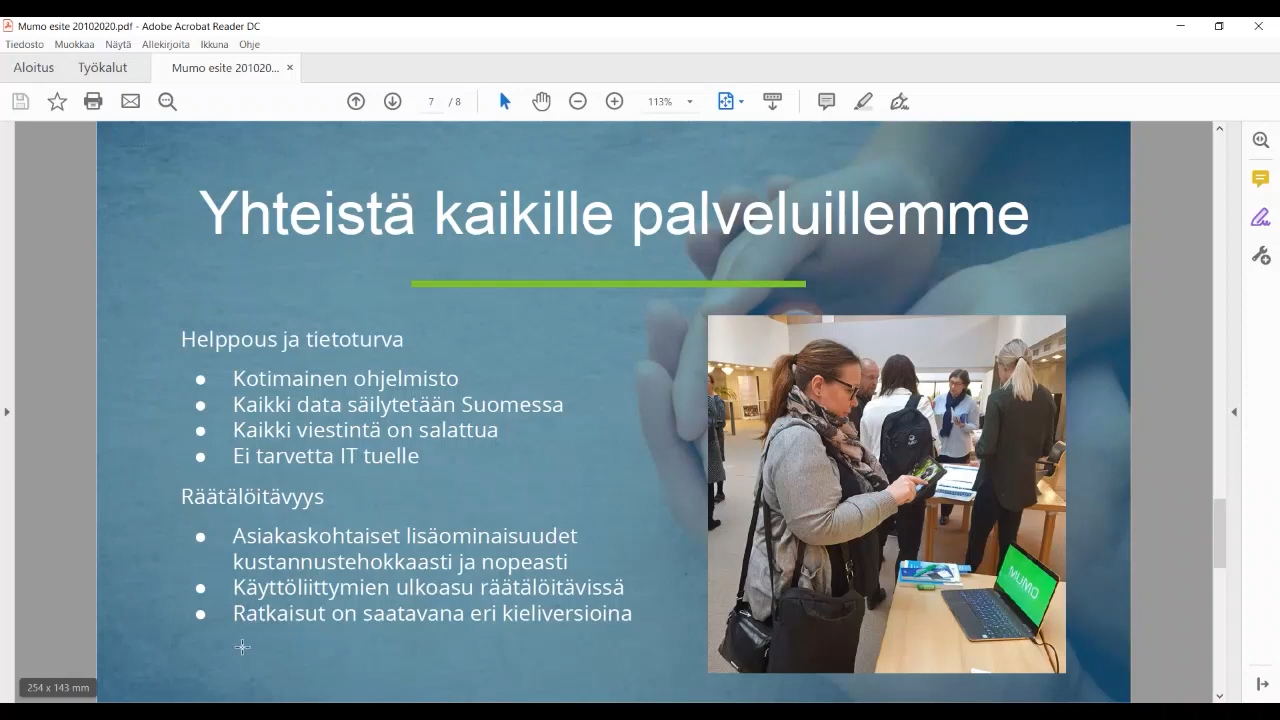 Mumo esite 20102020.pdf - Adobe Acrobat Reader DC
Tiedosto Muokkaa Näytä Allekirjoita Ikkuna Ohje
Aloitus Työkalut Mumo esite 201020... ×
7 / 8 113%
Yhteistä kaikille palveluillemme
Helppous ja tietoturva
● Kotimainen ohjelmisto
● Kaikki data säilytetään Suomessa
● Kaikki viestintä on salattua
● Ei tarvetta IT tuelle
Räätälöitävyys
● Asiakaskohtaiset lisäominaisuudet
kustannustehokkaasti ja nopeasti
● Käyttöliittymien ulkoasu räätälöitävissä
● Ratkaisut on saatavana eri kieliversioina
MUMO
254 x 143 mm